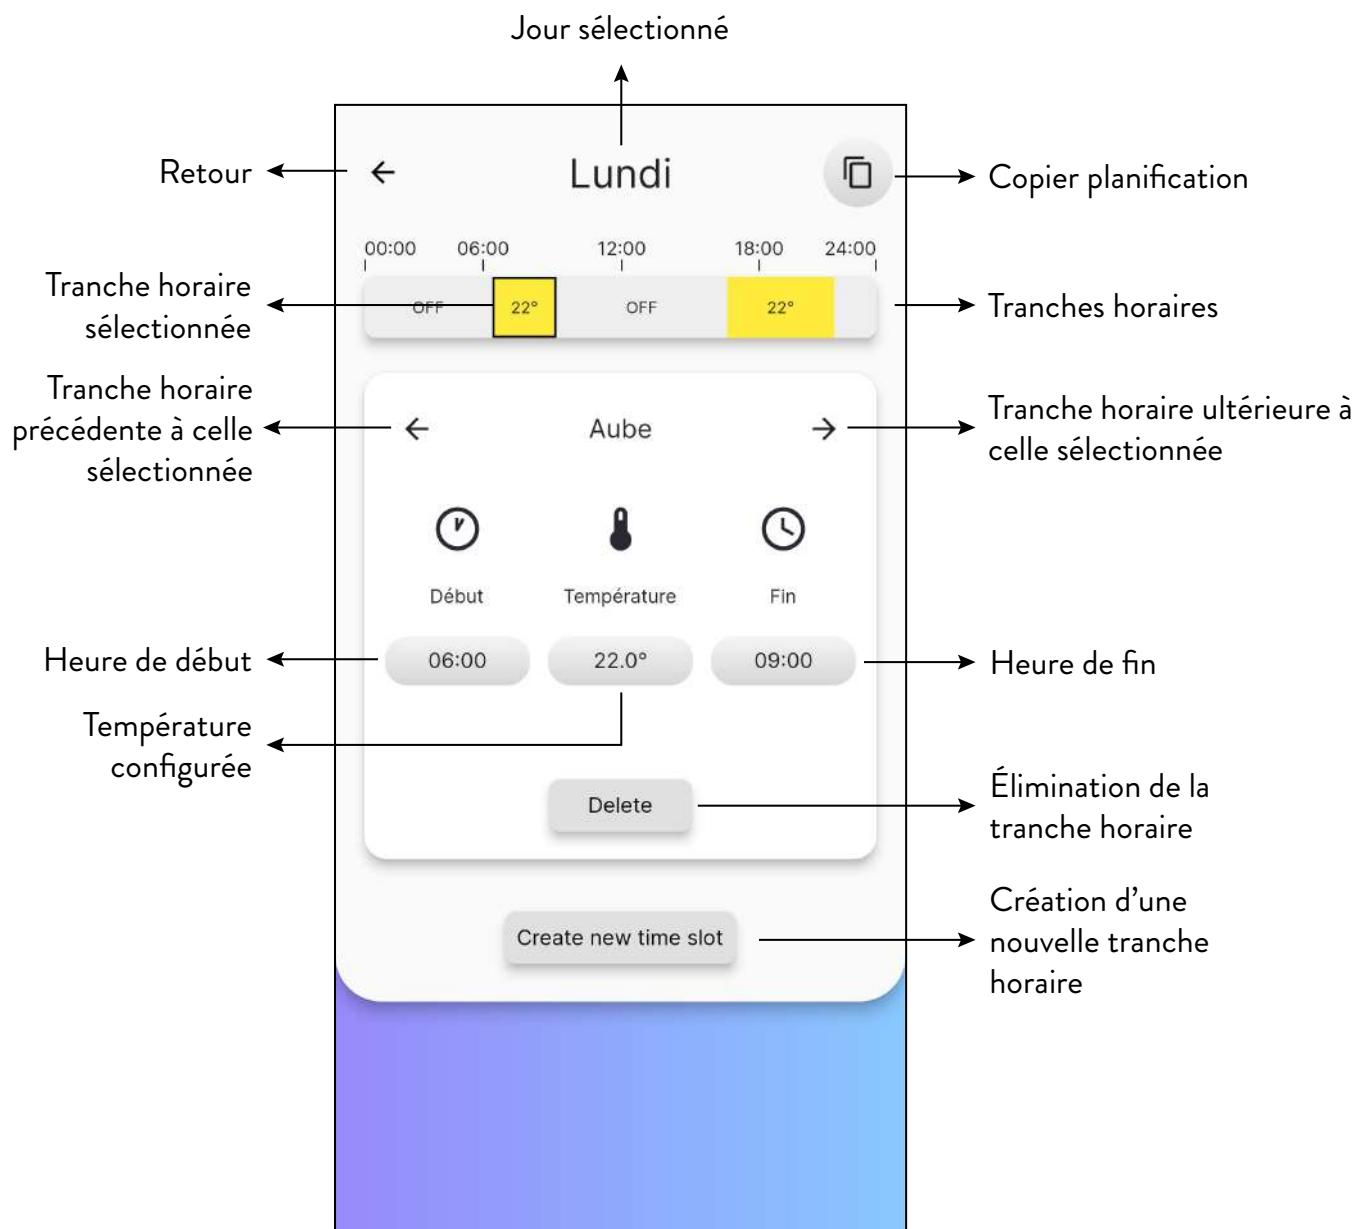 Jour sélectionné
Retour
Lundi
Copier planification
00:00 06:00 12:00 18:00 24:00
Tranche horaire
sélectionnée
OFF 22° OFF 22°
Tranches horaires
Tranche horaire
précédente à celle
sélectionnée
Aube
Tranche horaire ultérieure à
celle sélectionnée
Début Température Fin
Heure de début
06:00 22.0° 09:00
Heure de fin
Température
configurée
Delete
Élimination de la
tranche horaire
Create new time slot
Création d’une
nouvelle tranche
horaire